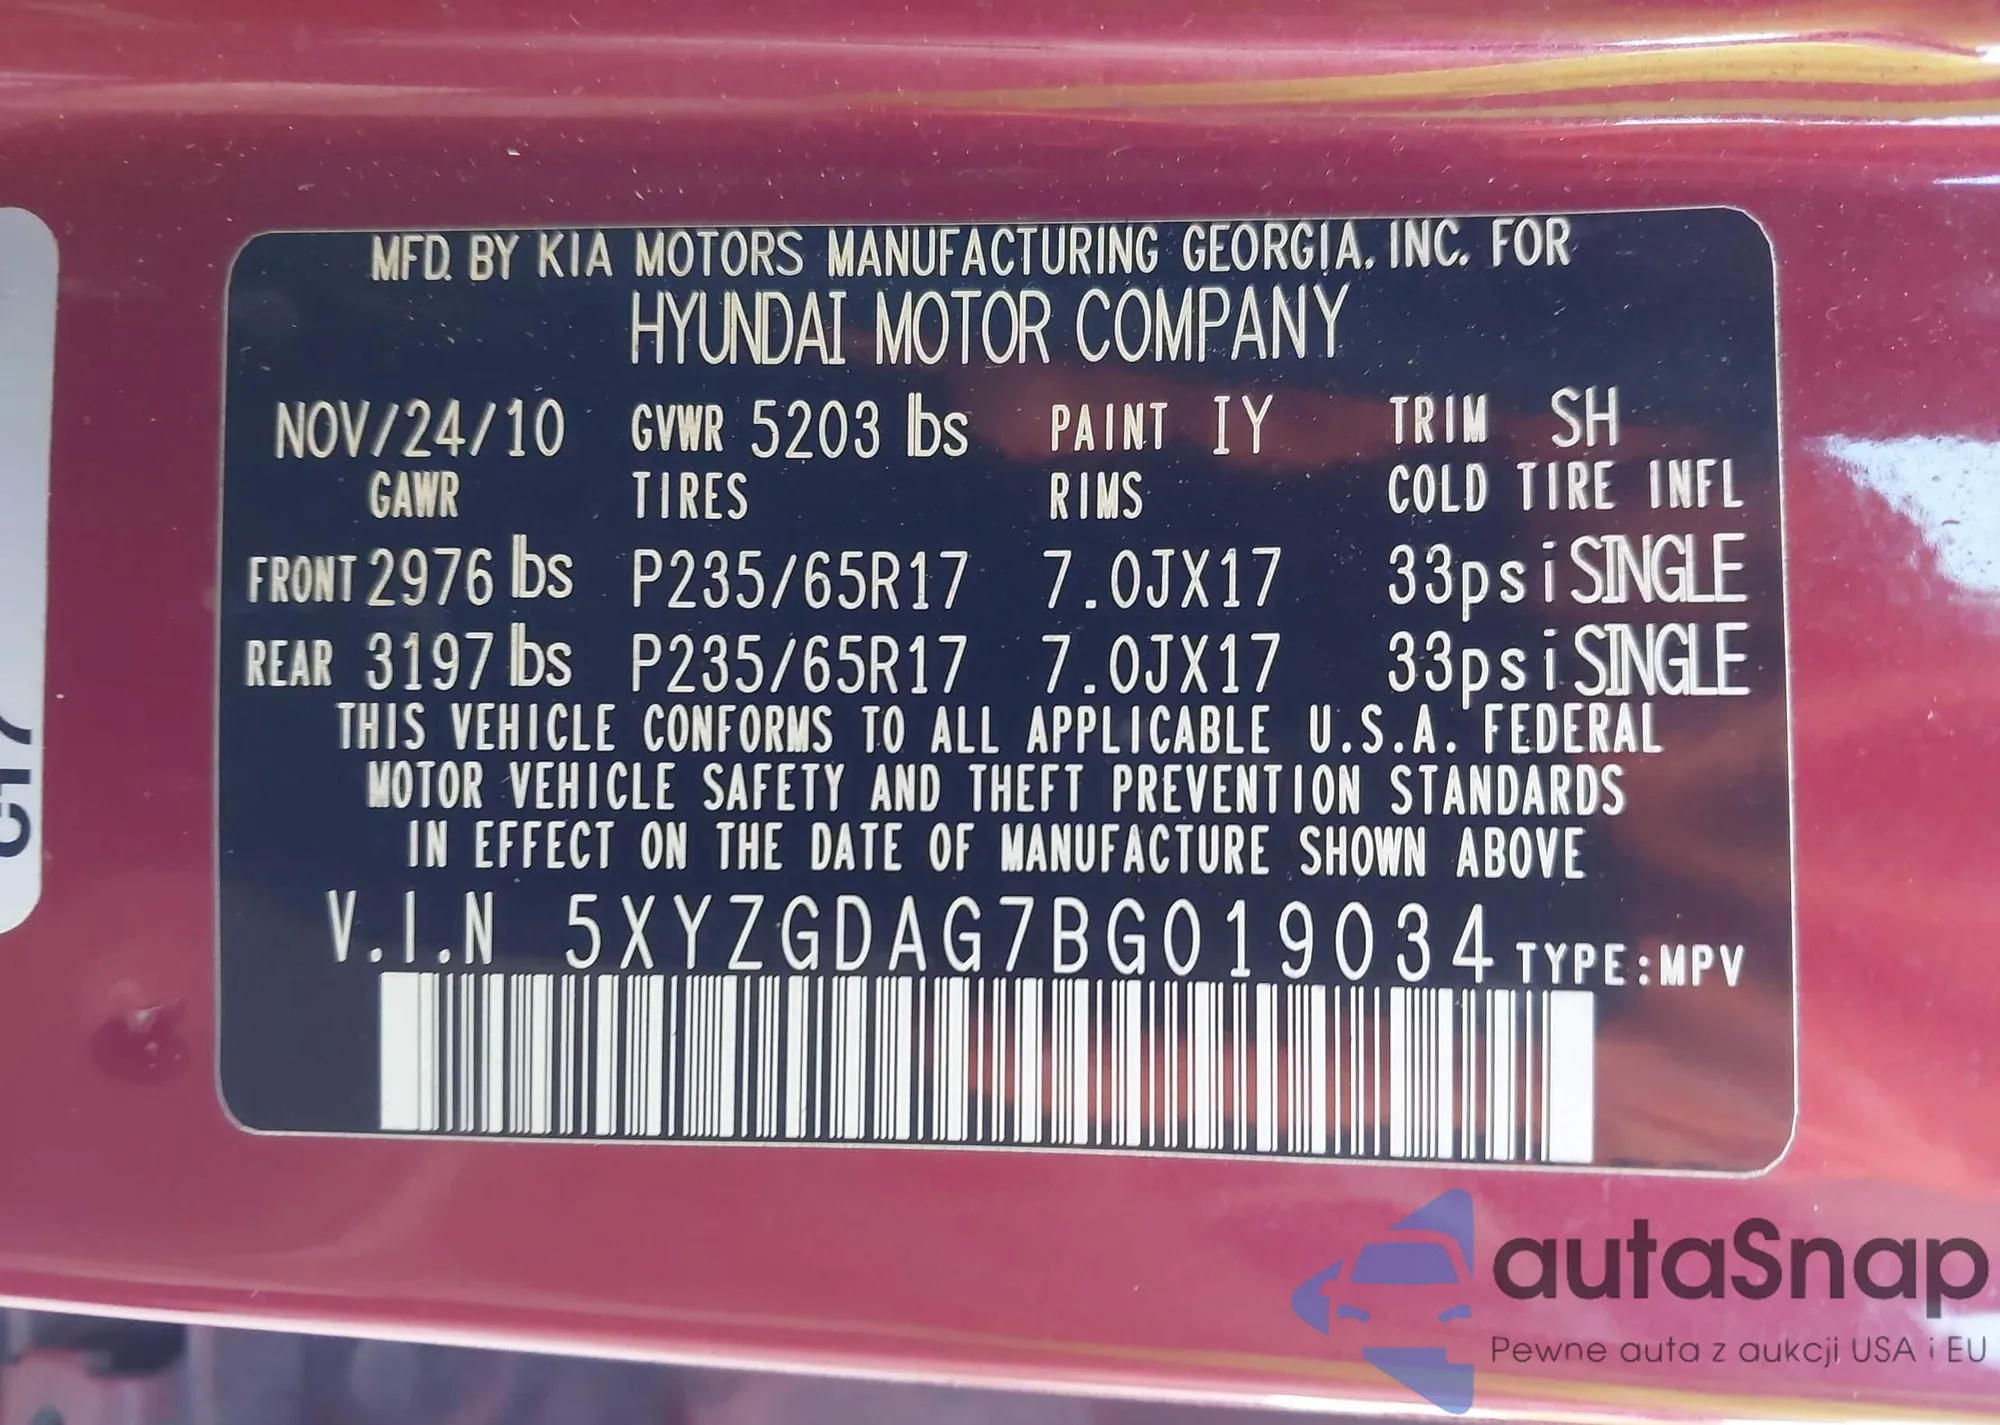 MFD. BY KIA MOTORS MANUFACTURING GEORGIA, INC. FOR
HYUNDAI MOTOR COMPANY
NOV/24/10 GVWR 5203 lbs PAINT IY TRIM SH
GAWR TIRES RIMS COLD TIRE INFL
FRONT 2976 lbs P235/65R17 7.0JX17 33psi SINGLE
REAR 3197 lbs P235/65R17 7.0JX17 33psi SINGLE
THIS VEHICLE CONFORMS TO ALL APPLICABLE U.S.A. FEDERAL
MOTOR VEHICLE SAFETY AND THEFT PREVENTION STANDARDS
IN EFFECT ON THE DATE OF MANUFACTURE SHOWN ABOVE
V.I.N 5XYZGDAG7BG019034 TYPE:MPV
autaSnap
Pewne auta z aukcji USA i EU